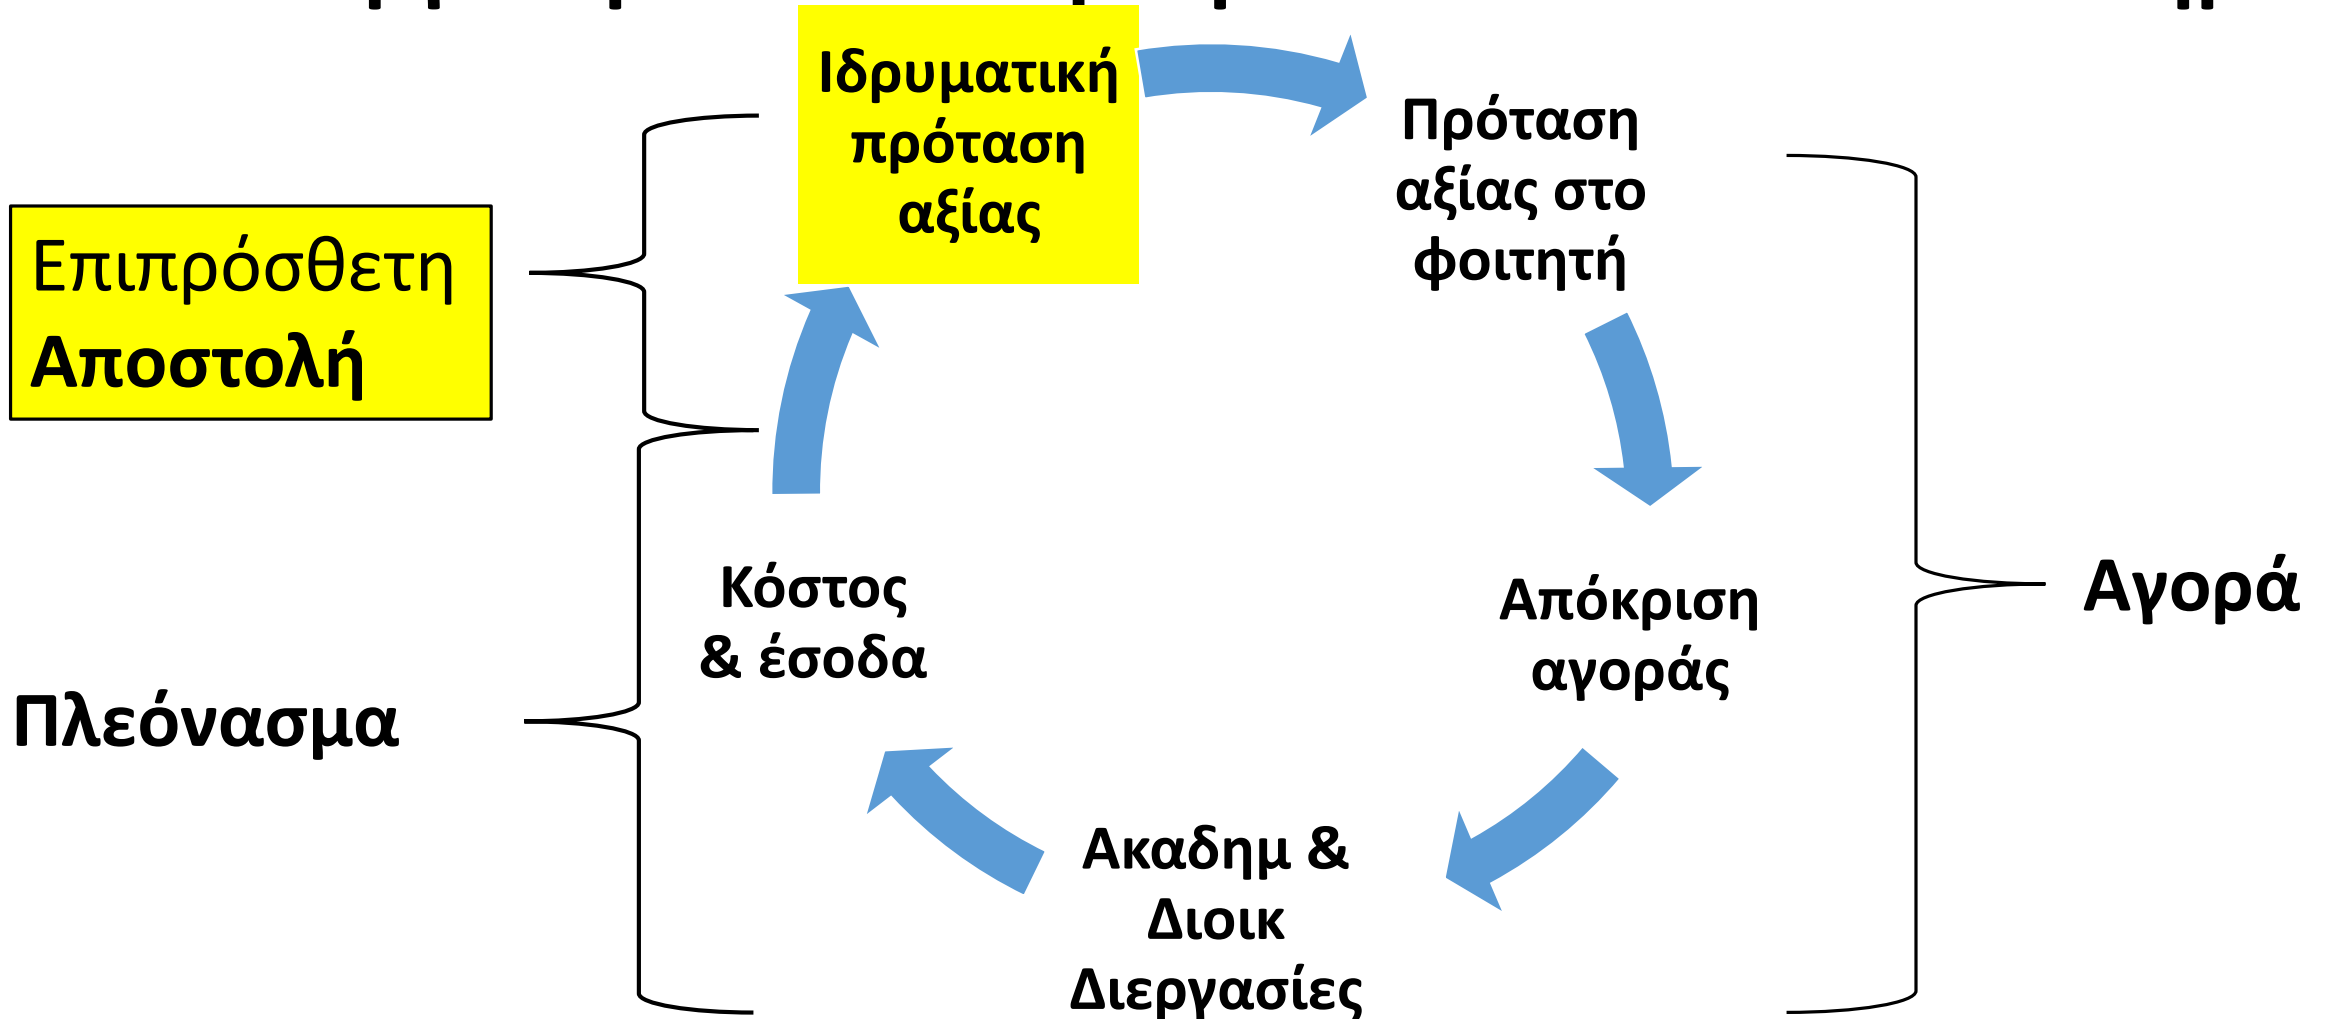 Ιδρυματική
πρόταση
αξίας
Πρόταση
αξίας στο
φοιτητή
Επιπρόσθετη
Αποστολή
Κόστος
& έσοδα
Απόκριση
αγοράς
Αγορά
Πλεόνασμα
Ακαδημ &
Διοικ
Διεργασίες